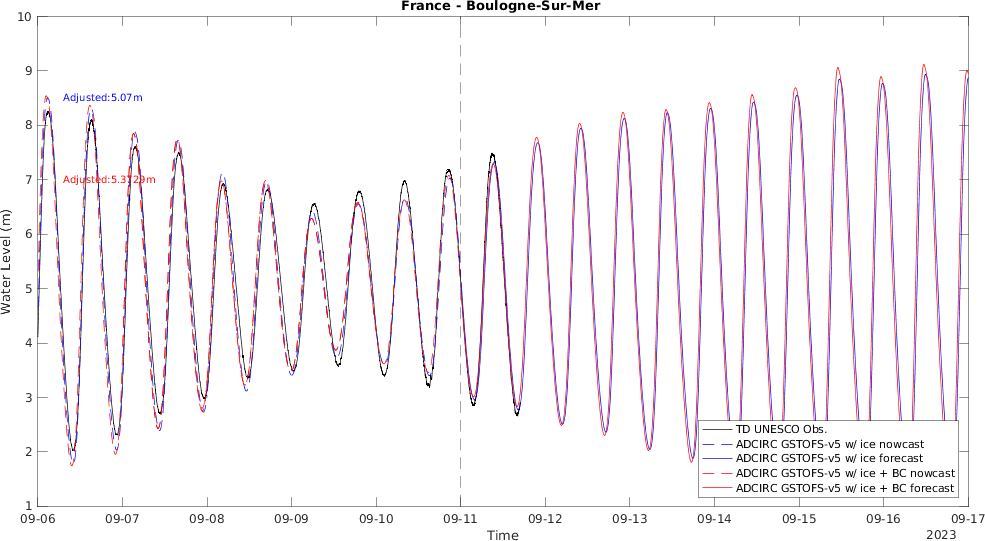 France - Boulogne-Sur-Mer
10
9
8
7
6
5
4
3
2
1
Water Level (m)
Adjusted:5.07m
Adjusted:5.3729m
TD UNESCO Obs.
ADCIRC GSTOFS-v5 w/ ice nowcast
ADCIRC GSTOFS-v5 w/ ice forecast
ADCIRC GSTOFS-v5 w/ ice + BC nowcast
ADCIRC GSTOFS-v5 w/ ice + BC forecast
09-06 09-07 09-08 09-09 09-10 09-11 09-12 09-13 09-14 09-15 09-16 09-17
Time
2023